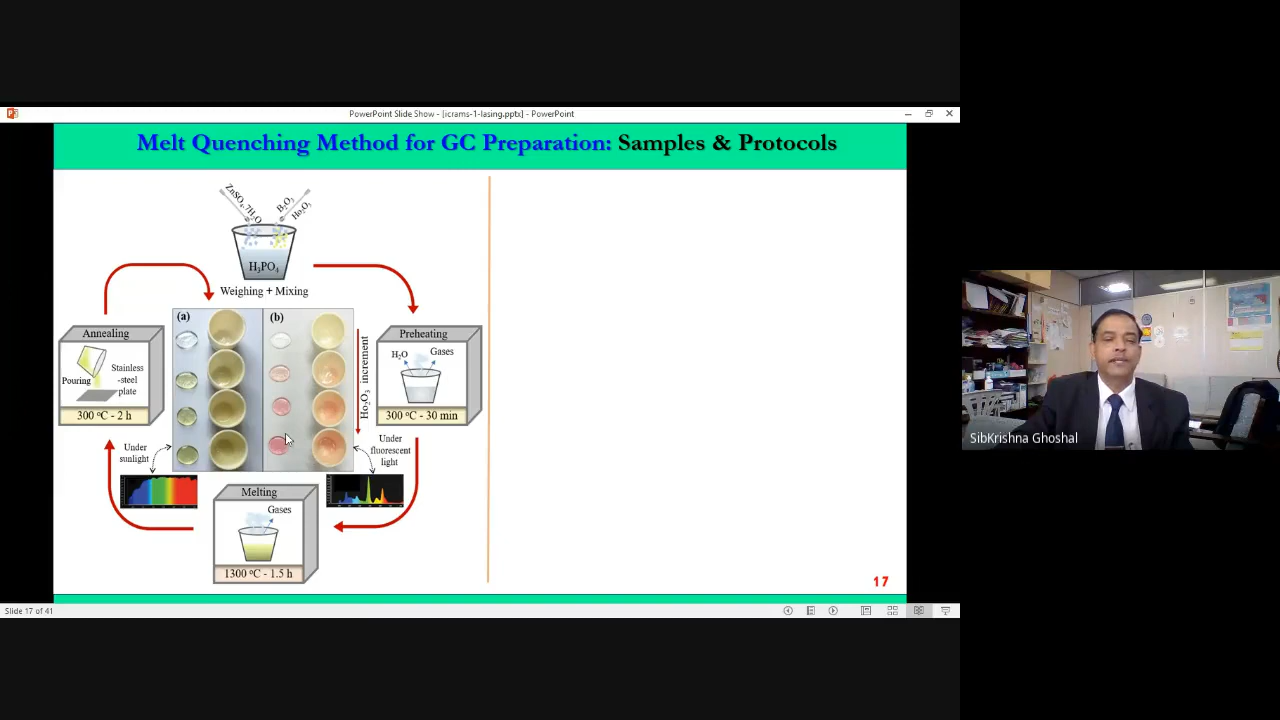 PowerPoint Slide Show - [icrams-1-lasing.pptx] - PowerPoint
Melt Quenching Method for GC Preparation: Samples & Protocols
ZnSO₄.7H₂O
B₂O₃
Ho₂O₃
H₃PO₄
Weighing + Mixing
Annealing
Pouring
Stainless
-steel
plate
300 °C - 2 h
(a)
(b)
Ho₂O₃ increment
Preheating
H₂O
Gases
300 °C - 30 min
Under
sunlight
Under
fluorescent
light
Melting
Gases
1300 °C - 1.5 h
17
Slide 17 of 41
SibKrishna Ghoshal